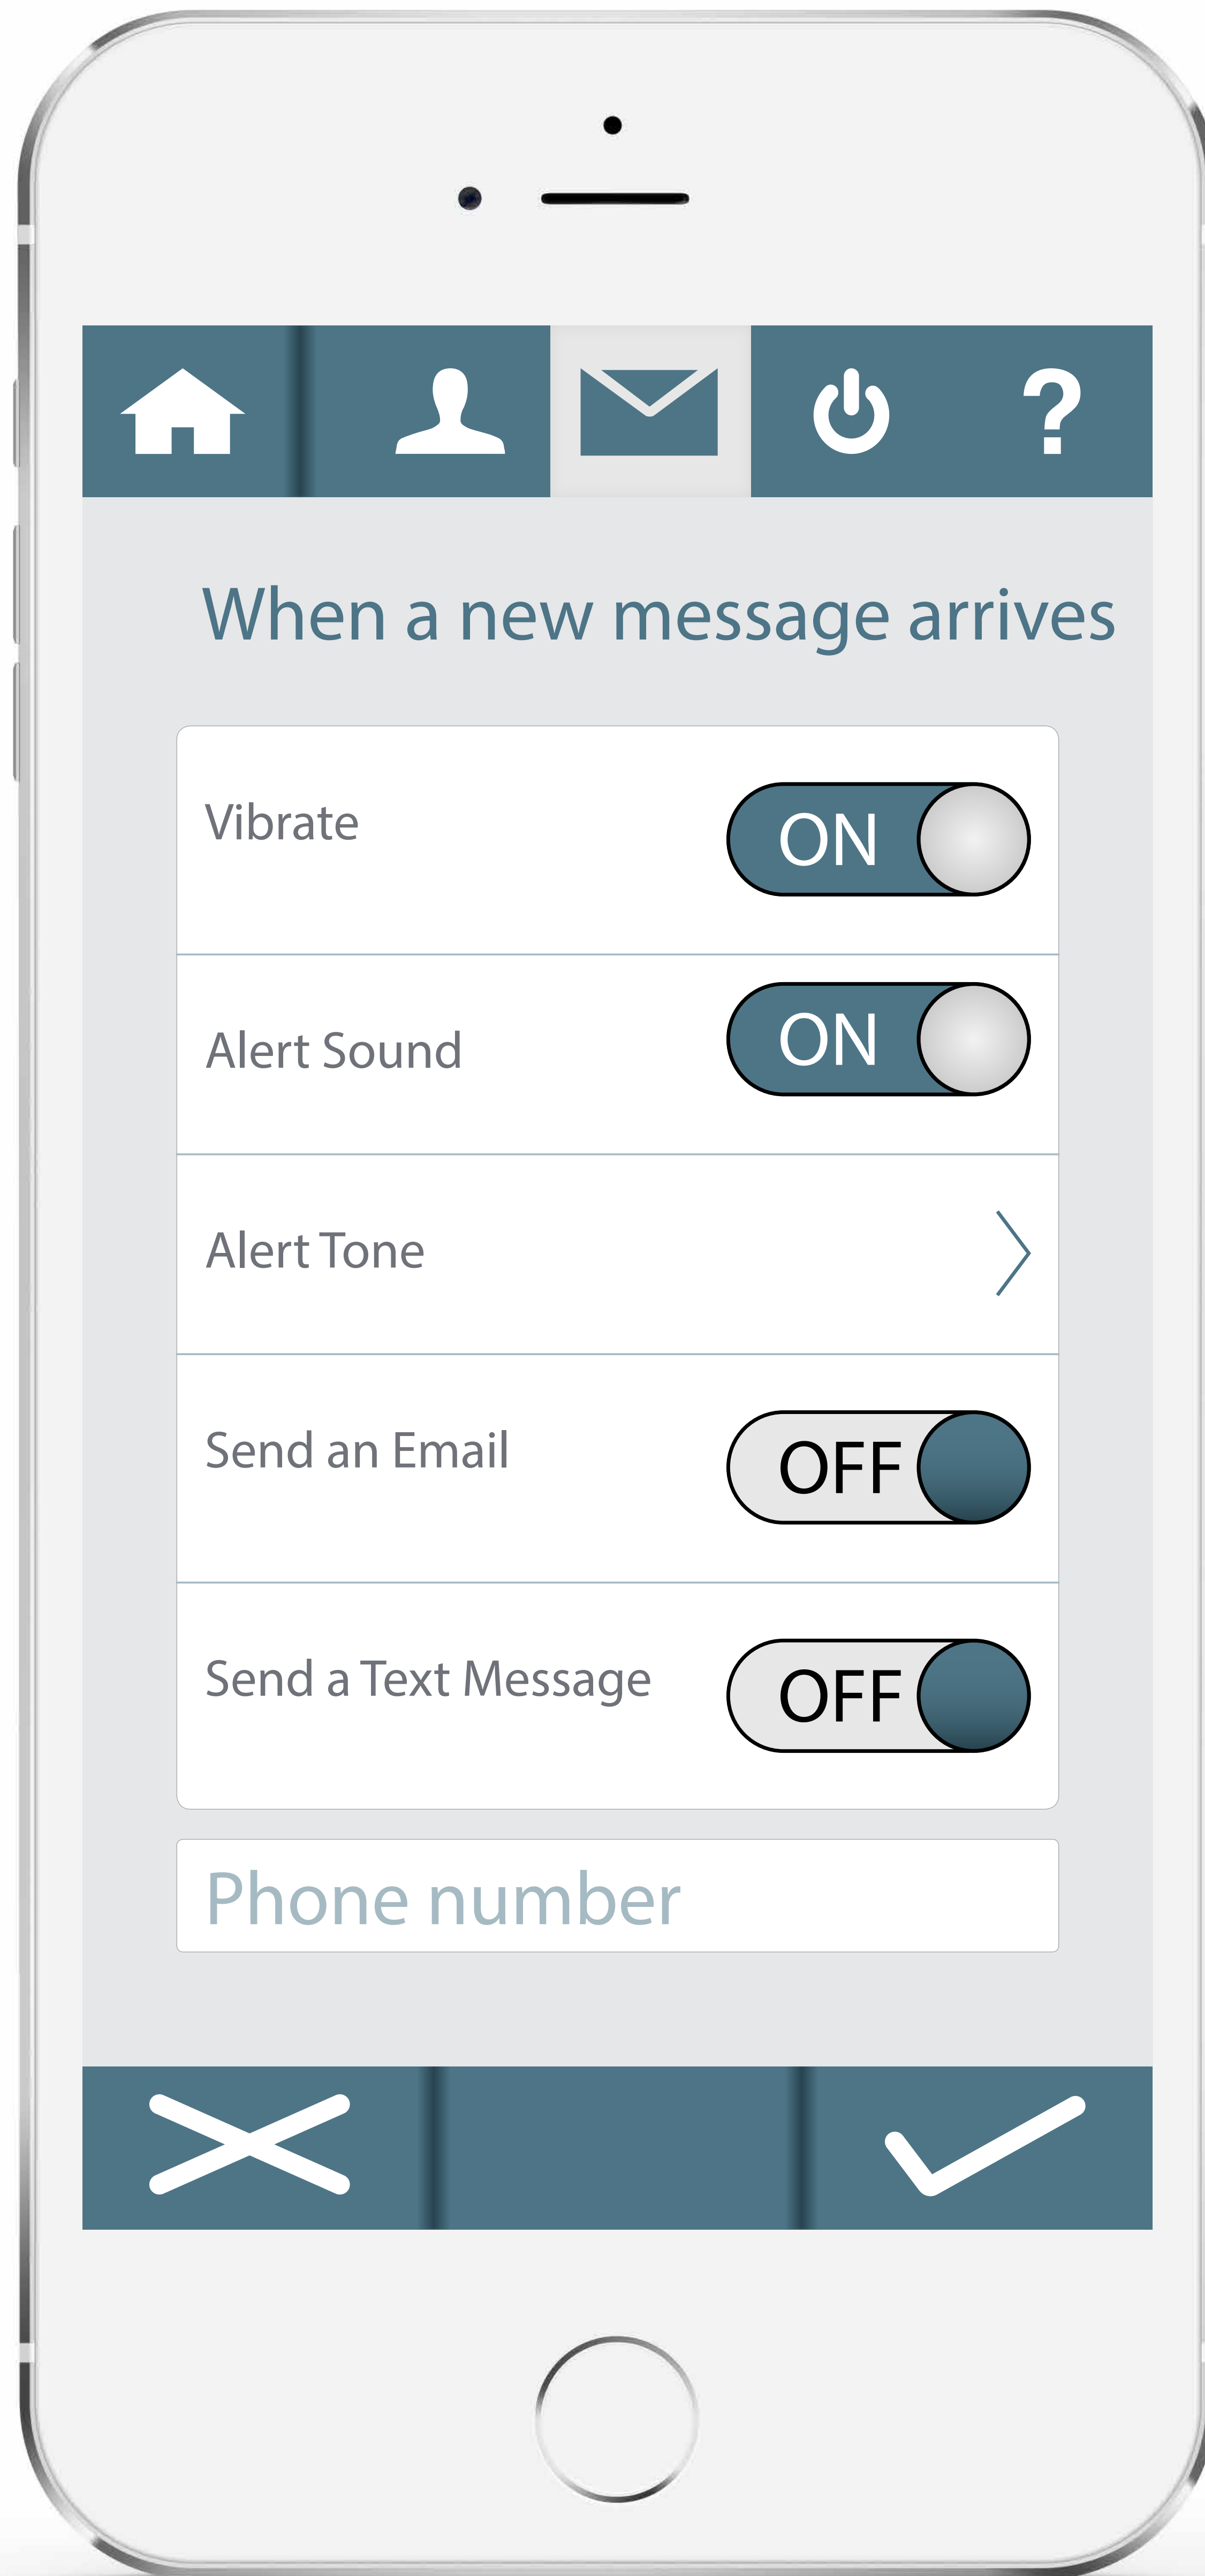 ?
When a new message arrives
Vibrate ON
Alert Sound ON
Alert Tone
Send an Email OFF
Send a Text Message OFF
Phone number